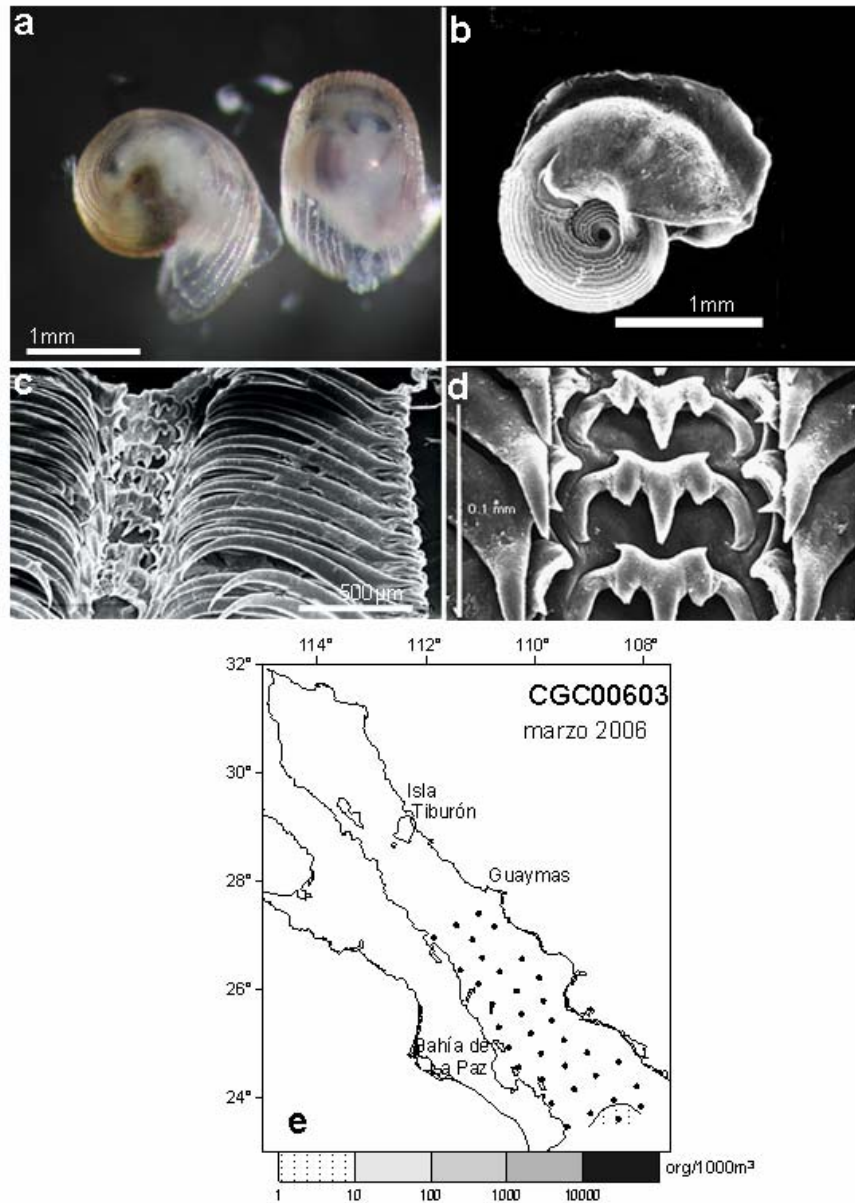 a
b
1mm
1mm
c
d
500µm
0.1 mm
114° 112° 110° 108°
32°
CGC00603
marzo 2006
30°
Isla
Tiburón
Guaymas
28°
26°
Bahía de
La Paz
24°
e
org/1000m³
1 10 100 1000 10000